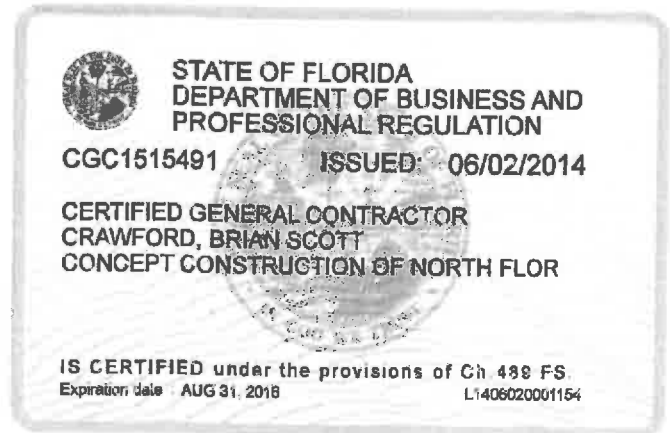 STATE OF FLORIDA
DEPARTMENT OF BUSINESS AND
PROFESSIONAL REGULATION
CGC1515491 ISSUED: 06/02/2014
CERTIFIED GENERAL CONTRACTOR
CRAWFORD, BRIAN SCOTT
CONCEPT CONSTRUCTION OF NORTH FLOR
IS CERTIFIED under the provisions of Ch 489 FS.
Expiration date : AUG 31, 2016 L1406020001154